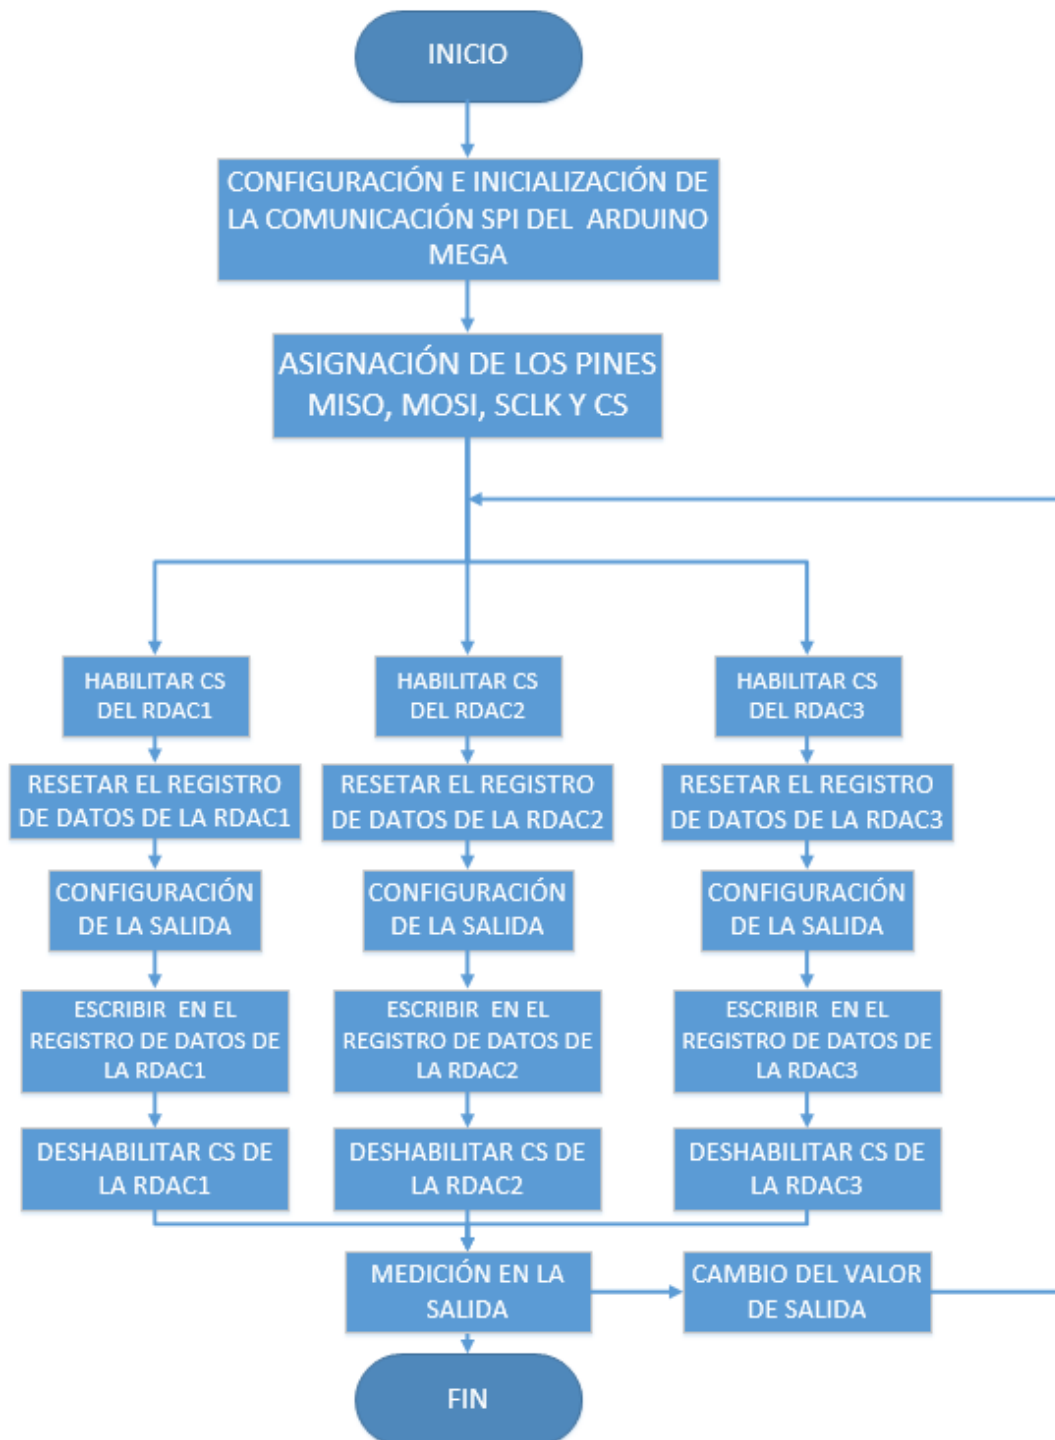 INICIO
CONFIGURACIÓN E INICIALIZACIÓN DE
LA COMUNICACIÓN SPI DEL ARDUINO
MEGA
ASIGNACIÓN DE LOS PINES
MISO, MOSI, SCLK Y CS
HABILITAR CS
DEL RDAC1
HABILITAR CS
DEL RDAC2
HABILITAR CS
DEL RDAC3
RESETAR EL REGISTRO
DE DATOS DE LA RDAC1
RESETAR EL REGISTRO
DE DATOS DE LA RDAC2
RESETAR EL REGISTRO
DE DATOS DE LA RDAC3
CONFIGURACIÓN
DE LA SALIDA
CONFIGURACIÓN
DE LA SALIDA
CONFIGURACIÓN
DE LA SALIDA
ESCRIBIR EN EL
REGISTRO DE DATOS DE
LA RDAC1
ESCRIBIR EN EL
REGISTRO DE DATOS DE
LA RDAC2
ESCRIBIR EN EL
REGISTRO DE DATOS DE
LA RDAC3
DESHABILITAR CS DE
LA RDAC1
DESHABILITAR CS DE
LA RDAC2
DESHABILITAR CS DE
LA RDAC3
MEDICIÓN EN LA
SALIDA
CAMBIO DEL VALOR
DE SALIDA
FIN